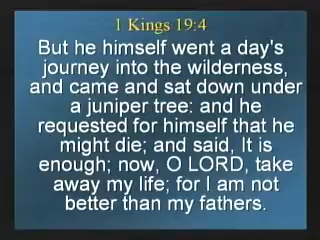 1 Kings 19:4
But he himself went a day's
journey into the wilderness,
and came and sat down under
a juniper tree: and he
requested for himself that he
might die; and said, It is
enough; now, O LORD, take
away my life; for I am not
better than my fathers.